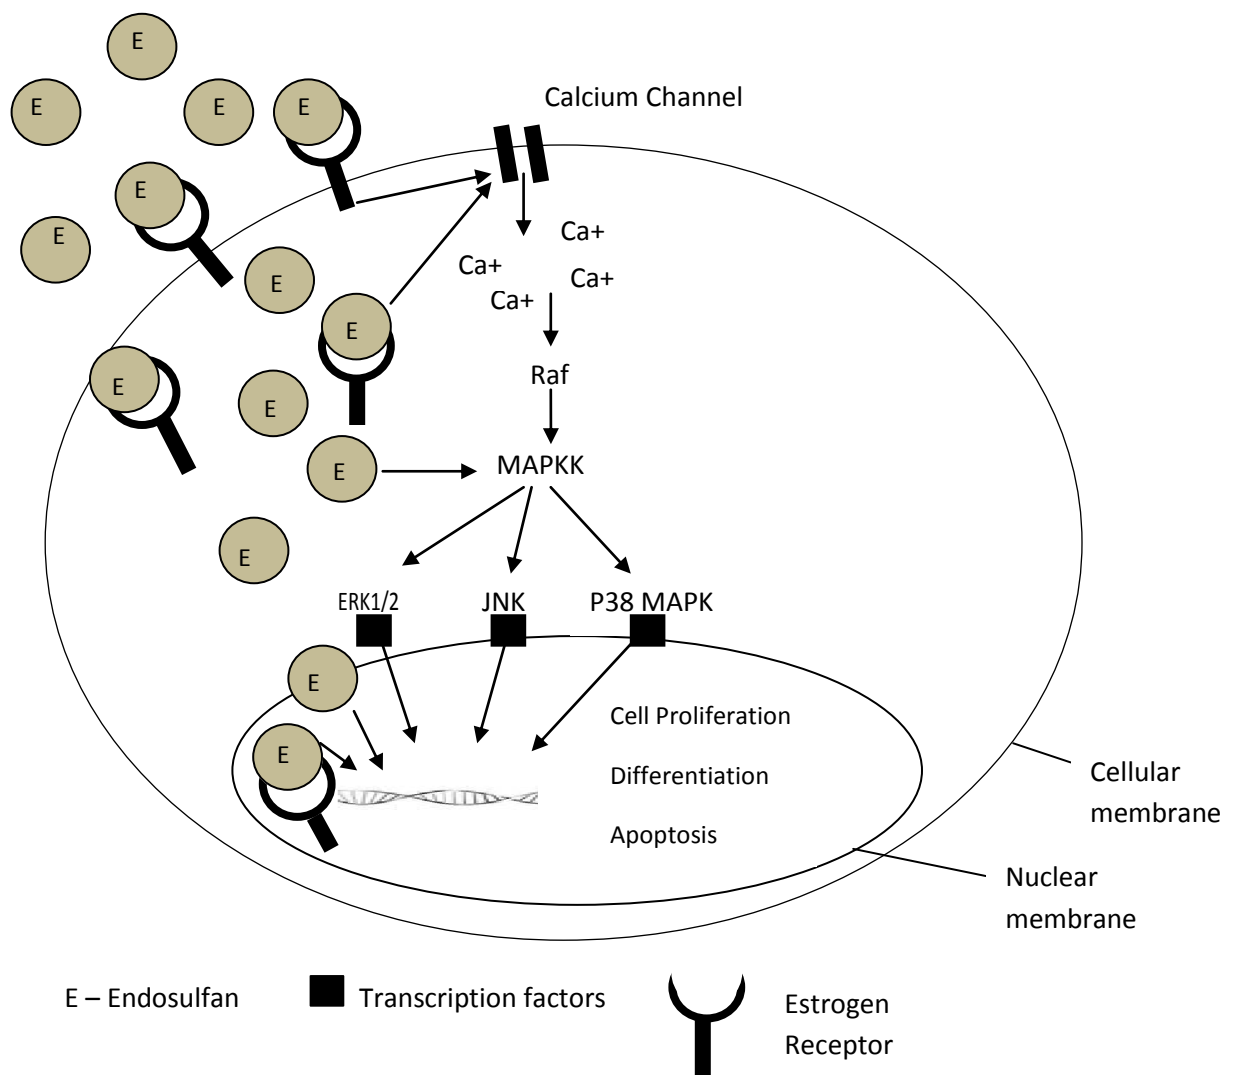 E
E
E
E
Calcium Channel
E
E
E
E
E
E
E
E
E
Ca+
Ca+
Ca+
Ca+
Raf
MAPKK
ERK1/2
JNK
P38 MAPK
E
E
Cell Proliferation
Differentiation
Apoptosis
Cellular
membrane
Nuclear
membrane
E – Endosulfan
Transcription factors
Estrogen
Receptor